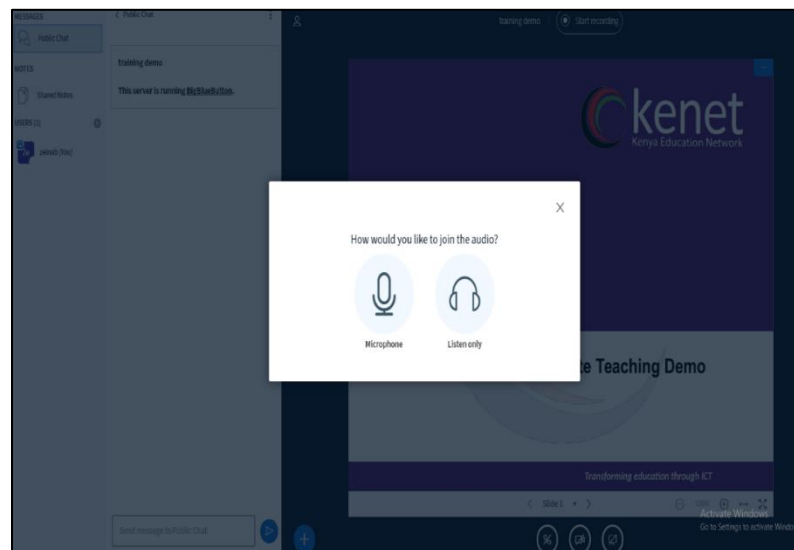 MESSAGES
Public Chat
NOTES
Shared Notes
USERS (1)
zainab (You)
Public Chat
training demo
This server is running BigBlueButton.
Send message to Public Chat
training demo
Start recording
kenet
Kenya Education Network
How would you like to join the audio?
Microphone
Listen only
te Teaching Demo
Transforming education through ICT
Slide 1
100%
Activate Windows
Go to Settings to activate Windo